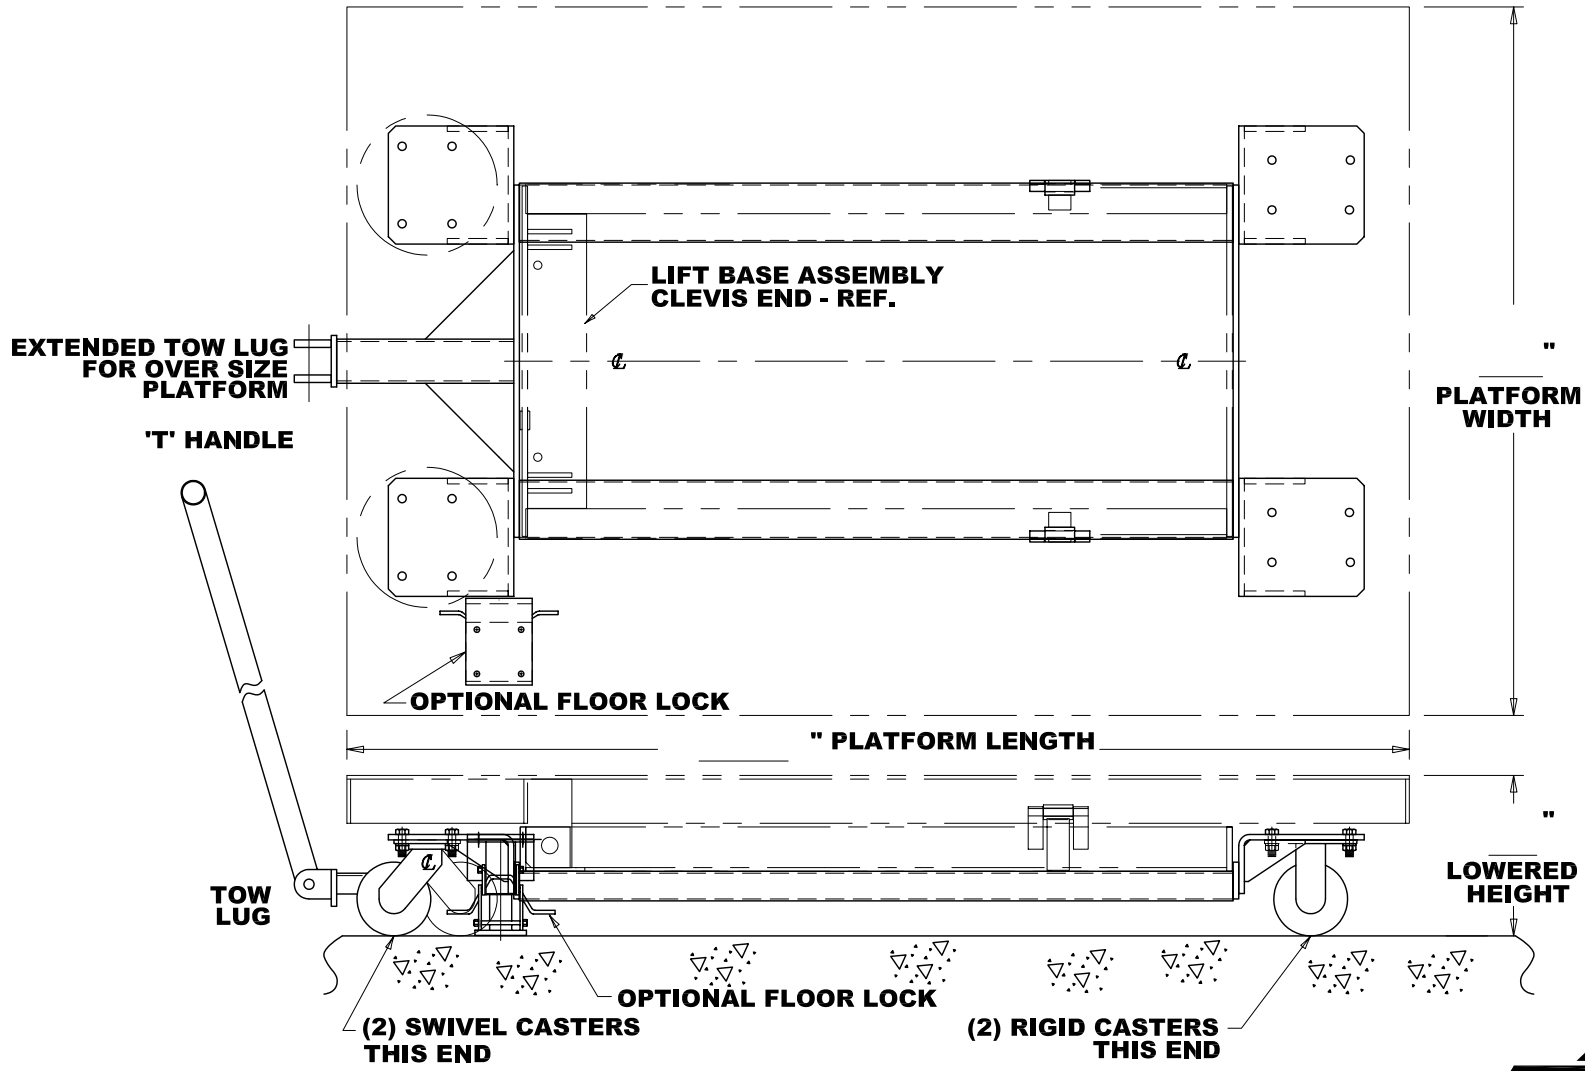 LIFT BASE ASSEMBLY
CLEVIS END - REF.
EXTENDED TOW LUG
FOR OVER SIZE
PLATFORM
℄
℄
"
PLATFORM
WIDTH
'T' HANDLE
OPTIONAL FLOOR LOCK
" PLATFORM LENGTH
"
LOWERED
HEIGHT
℄
TOW
LUG
OPTIONAL FLOOR LOCK
(2) SWIVEL CASTERS
THIS END
(2) RIGID CASTERS
THIS END